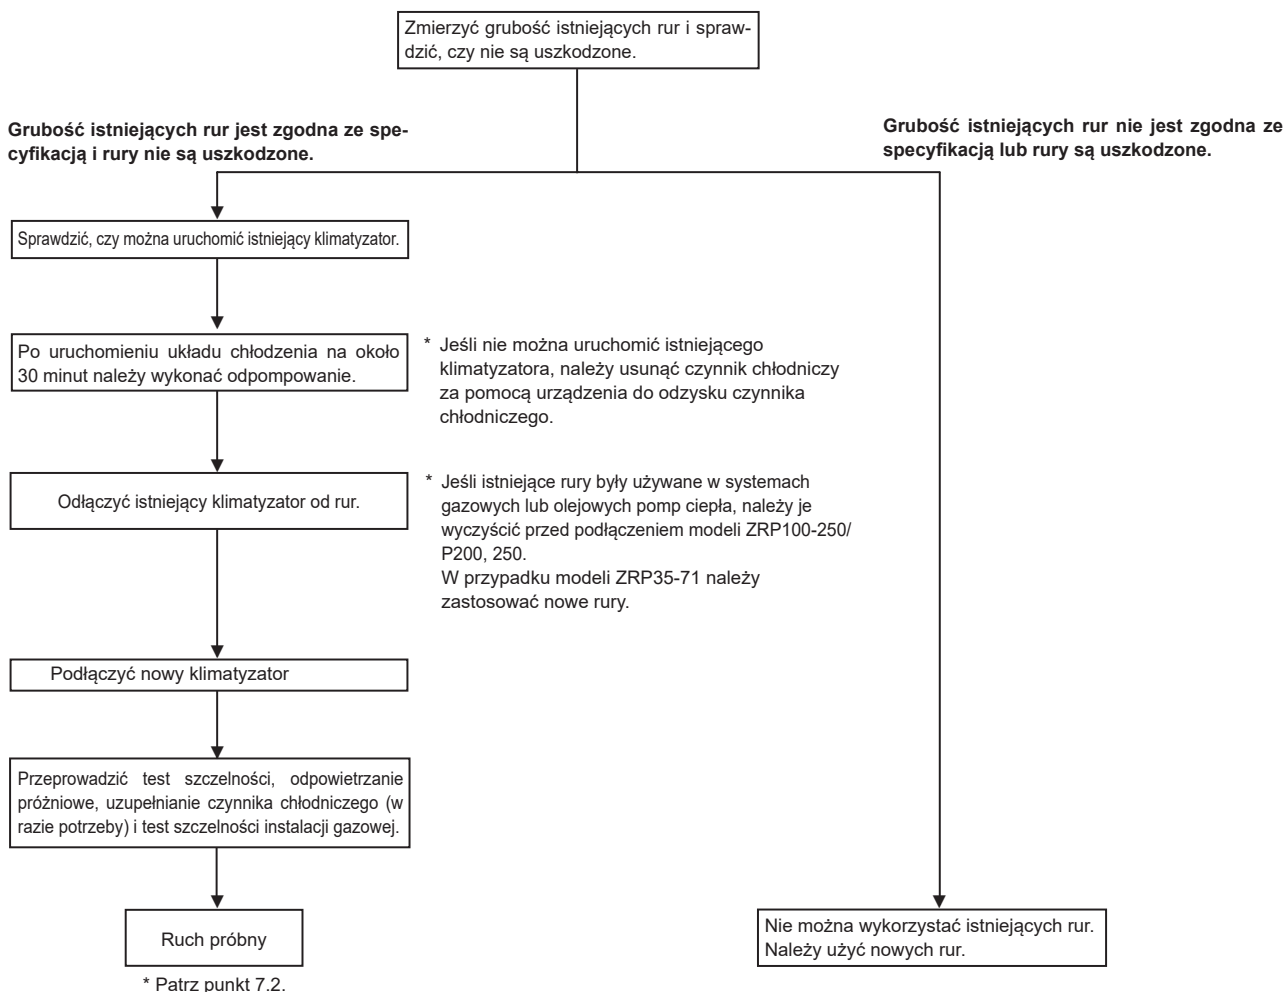 Zmierzyć grubość istniejących rur i spraw-
dzić, czy nie są uszkodzone.
Grubość istniejących rur jest zgodna ze spe-
cyfikacją i rury nie są uszkodzone.
Grubość istniejących rur nie jest zgodna ze
specyfikacją lub rury są uszkodzone.
Sprawdzić, czy można uruchomić istniejący klimatyzator.
Po uruchomieniu układu chłodzenia na około
30 minut należy wykonać odpompowanie.
* Jeśli nie można uruchomić istniejącego
klimatyzatora, należy usunąć czynnik chłodniczy
za pomocą urządzenia do odzysku czynnika
chłodniczego.
Odłączyć istniejący klimatyzator od rur.
* Jeśli istniejące rury były używane w systemach
gazowych lub olejowych pomp ciepła, należy je
wyczyścić przed podłączeniem modeli ZRP100-250/
P200, 250.
W przypadku modeli ZRP35-71 należy
zastosować nowe rury.
Podłączyć nowy klimatyzator
Przeprowadzić test szczelności, odpowietrzanie
próżniowe, uzupełnianie czynnika chłodniczego (w
razie potrzeby) i test szczelności instalacji gazowej.
Ruch próbny
* Patrz punkt 7.2.
Nie można wykorzystać istniejących rur.
Należy użyć nowych rur.